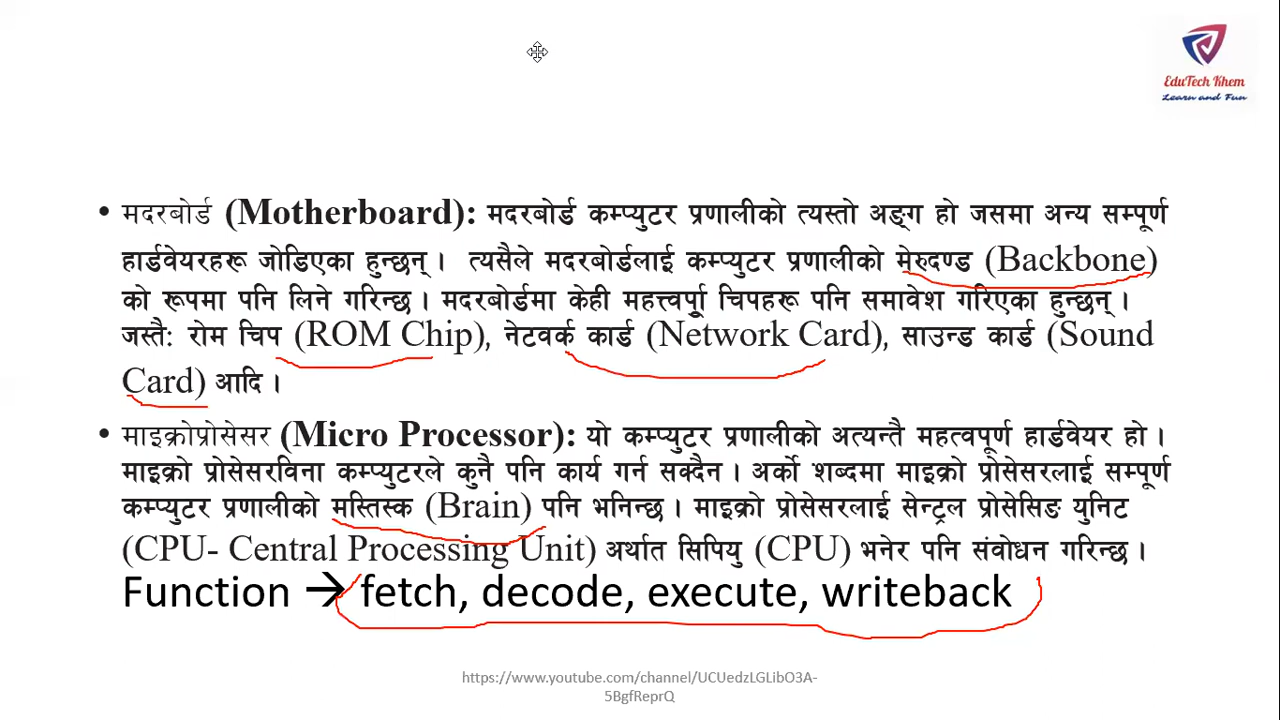 EduTech Khem
Learn and Fun
• मदरबोर्ड (Motherboard): मदरबोर्ड कम्प्युटर प्रणालीको त्यस्तो अङ्ग हो जसमा अन्य सम्पूर्ण
हार्डवेयरहरू जोडिएका हुन्छन् । त्यसैले मदरबोर्डलाई कम्प्युटर प्रणालीको मेरुदण्ड (Backbone)
को रूपमा पनि लिने गरिन्छ । मदरबोर्डमा केही महत्त्वपूर्ण चिपहरू पनि समावेश गरिएका हुन्छन् ।
जस्तैः रोम चिप (ROM Chip), नेटवर्क कार्ड (Network Card), साउन्ड कार्ड (Sound
Card) आदि ।
• माइक्रोप्रोसेसर (Micro Processor): यो कम्प्युटर प्रणालीको अत्यन्तै महत्वपूर्ण हार्डवेयर हो ।
माइक्रो प्रोसेसरविना कम्प्युटरले कुनै पनि कार्य गर्न सक्दैन । अर्को शब्दमा माइक्रो प्रोसेसरलाई सम्पूर्ण
कम्प्युटर प्रणालीको मस्तिस्क (Brain) पनि भनिन्छ । माइक्रो प्रोसेसरलाई सेन्ट्रल प्रोसेसिङ युनिट
(CPU- Central Processing Unit) अर्थात सिपियु (CPU) भनेर पनि संवोधन गरिन्छ ।
Function → fetch, decode, execute, writeback
https://www.youtube.com/channel/UCUedzLGLibO3A-
5BgfReprQ